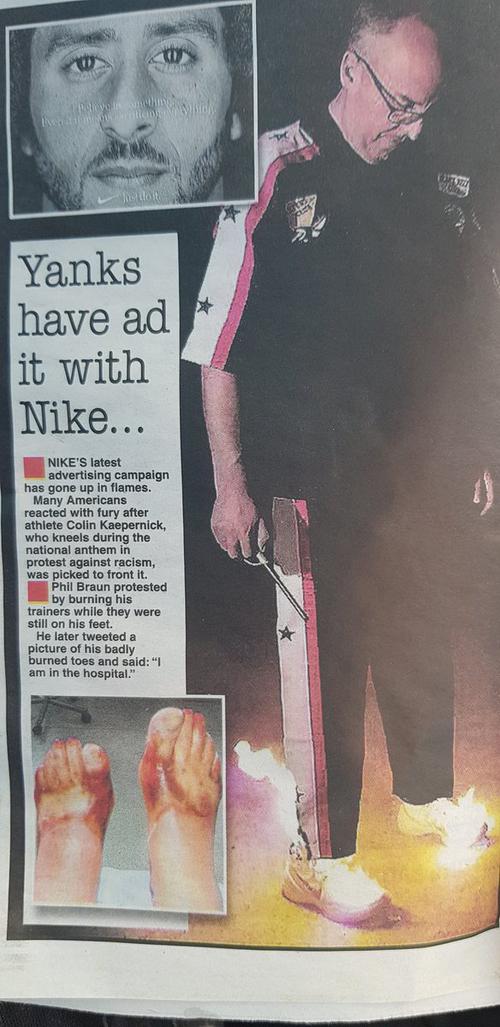 Believe in something.
Even if it means sacrificing everything.
Just do it.
Yanks
have ad
it with
Nike...
NIKE'S latest
advertising campaign
has gone up in flames.
Many Americans
reacted with fury after
athlete Colin Kaepernick,
who kneels during the
national anthem in
protest against racism,
was picked to front it.
Phil Braun protested
by burning his
trainers while they were
still on his feet.
He later tweeted a
picture of his badly
burned toes and said: “I
am in the hospital.”